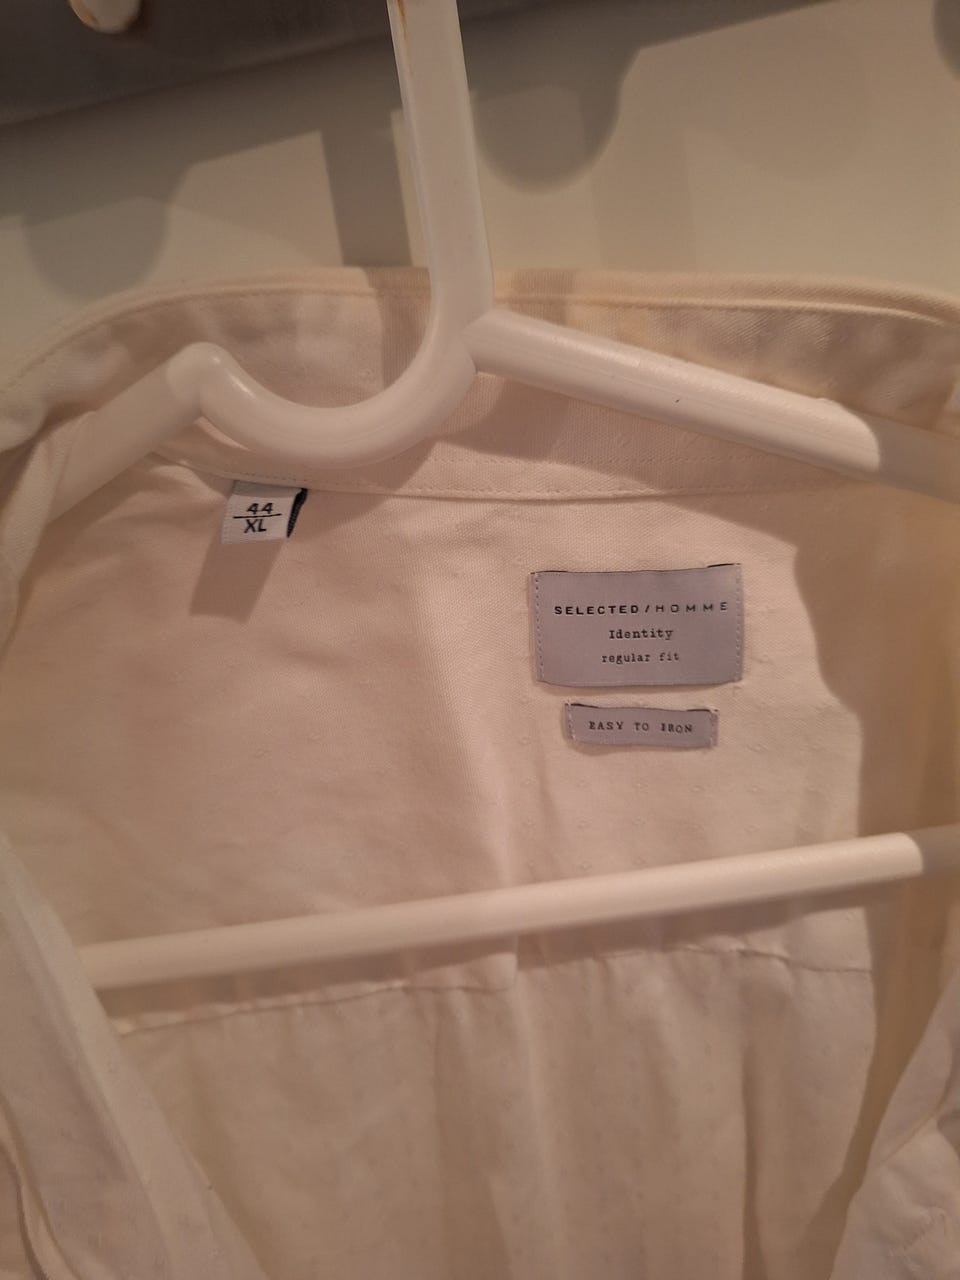 44
XL
SELECTED/HOMME
Identity
regular fit
EASY TO IRON